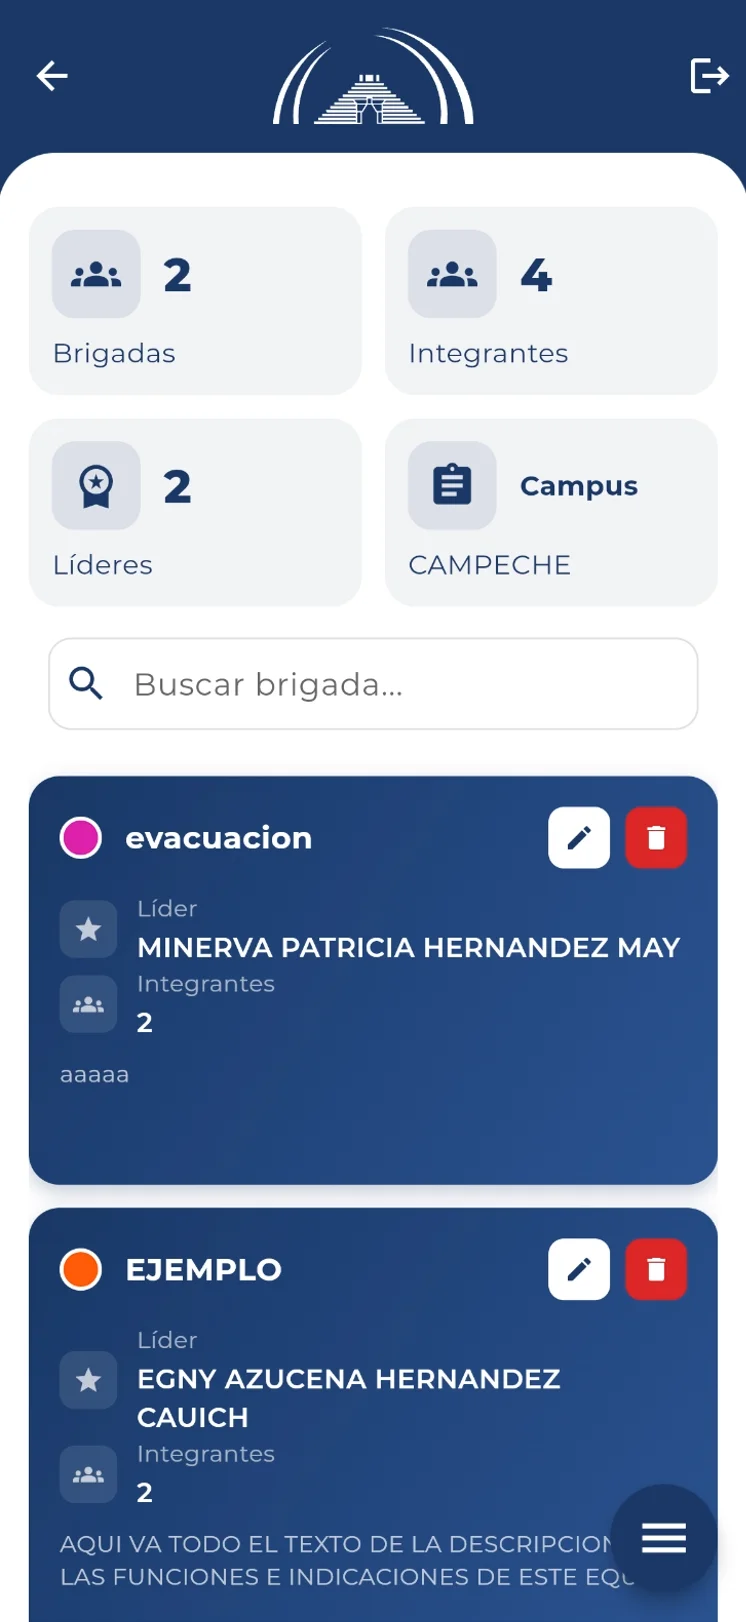 2
Brigadas
4
Integrantes
2
Líderes
Campus
CAMPECHE
Buscar brigada...
evacuacion
Líder
MINERVA PATRICIA HERNANDEZ MAY
Integrantes
2
aaaaa
EJEMPLO
Líder
EGNY AZUCENA HERNANDEZ
CAUICH
Integrantes
2
AQUI VA TODO EL TEXTO DE LA DESCRIPCION
LAS FUNCIONES E INDICACIONES DE ESTE